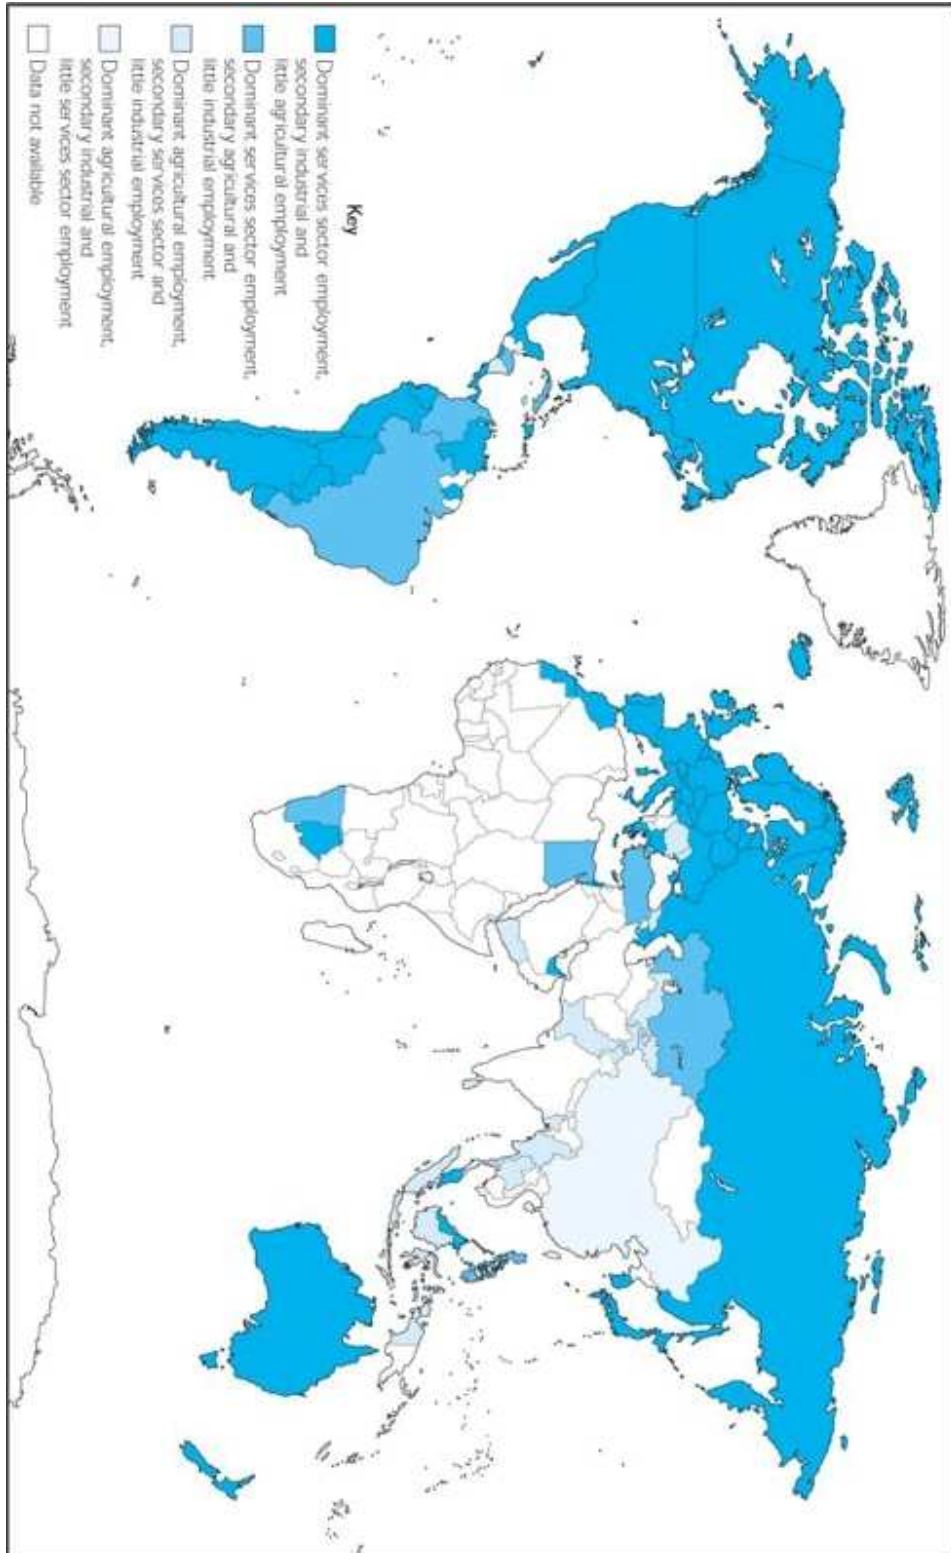 Key
Dominant services sector employment,
secondary industrial and
little agricultural employment
Dominant services sector employment,
secondary agricultural and
little industrial employment
Dominant agricultural employment,
secondary services sector and
little industrial employment
Dominant agricultural employment,
secondary industrial and
little services sector employment
Data not available